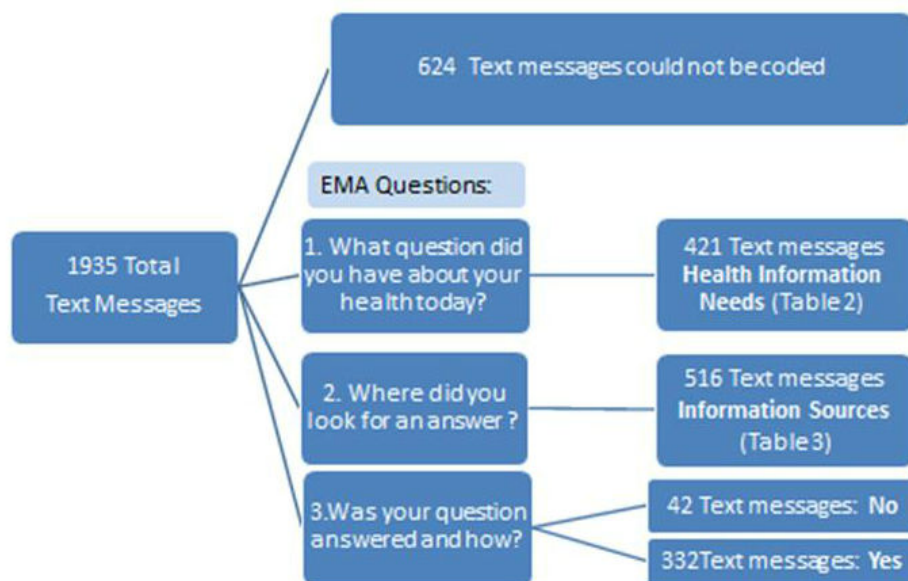 624 Text messages could not be coded
EMA Questions:
1935 Total
Text Messages
1. What question did
you have about your
health today?
421 Text messages
Health Information
Needs (Table 2)
2. Where did you
look for an answer ?
516 Text messages
Information Sources
(Table 3)
3.Was your question
answered and how?
42 Text messages: No
332Text messages: Yes